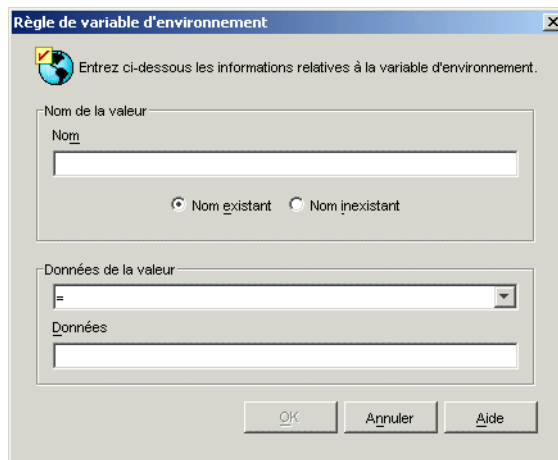 Règle de variable d'environnement
Entrez ci-dessous les informations relatives à la variable d'environnement.
Nom de la valeur
Nom
Nom existant
Nom inexistant
Données de la valeur
=
Données
OK
Annuler
Aide